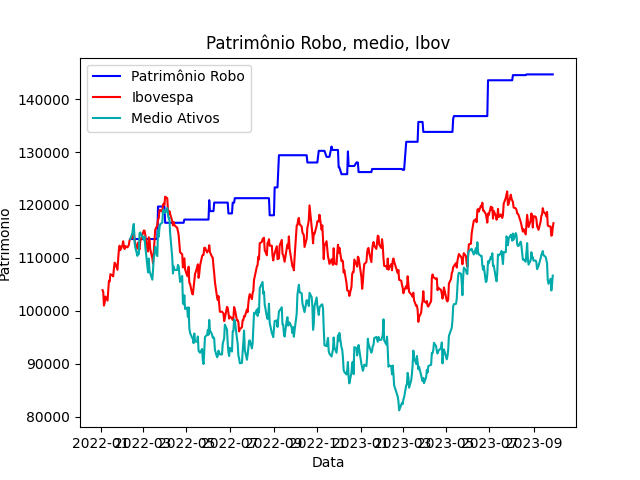 Patrimônio Robo, medio, Ibov
Patrimônio Robo
Ibovespa
Medio Ativos
140000
130000
120000
110000
100000
90000
80000
Patrimonio
2022-01 2022-03 2022-05 2022-07 2022-09 2022-11 2023-01 2023-03 2023-05 2023-07 2023-09
Data